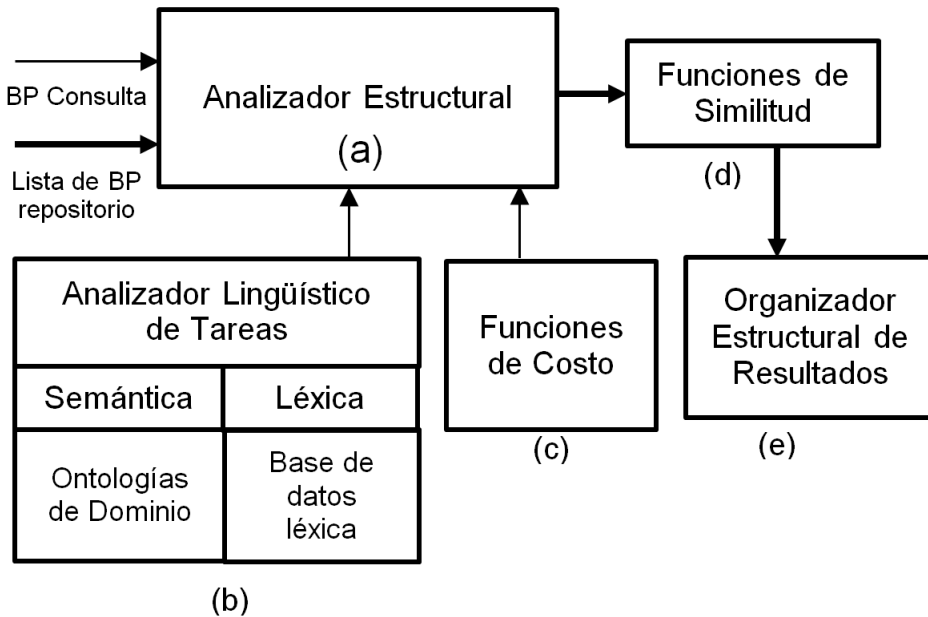 BP Consulta
Lista de BP
repositorio
Analizador Estructural
(a)
Funciones de
Similitud
(d)
Analizador Lingüístico
de Tareas
Semántica
Léxica
Ontologías
de Dominio
Base de
datos
léxica
(b)
Funciones
de Costo
(c)
Organizador
Estructural de
Resultados
(e)